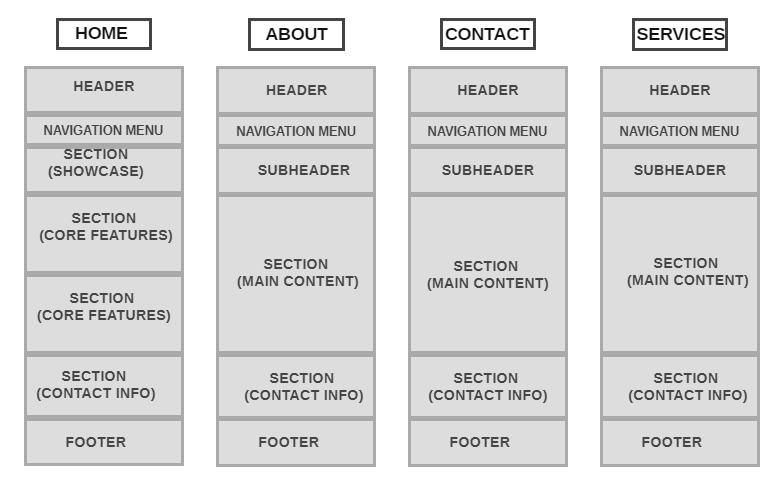 HOME
HEADER
NAVIGATION MENU
SECTION
(SHOWCASE)
SECTION
(CORE FEATURES)
SECTION
(CORE FEATURES)
SECTION
(CONTACT INFO)
FOOTER
ABOUT
HEADER
NAVIGATION MENU
SUBHEADER
SECTION
(MAIN CONTENT)
SECTION
(CONTACT INFO)
FOOTER
CONTACT
HEADER
NAVIGATION MENU
SUBHEADER
SECTION
(MAIN CONTENT)
SECTION
(CONTACT INFO)
FOOTER
SERVICES
HEADER
NAVIGATION MENU
SUBHEADER
SECTION
(MAIN CONTENT)
SECTION
(CONTACT INFO)
FOOTER